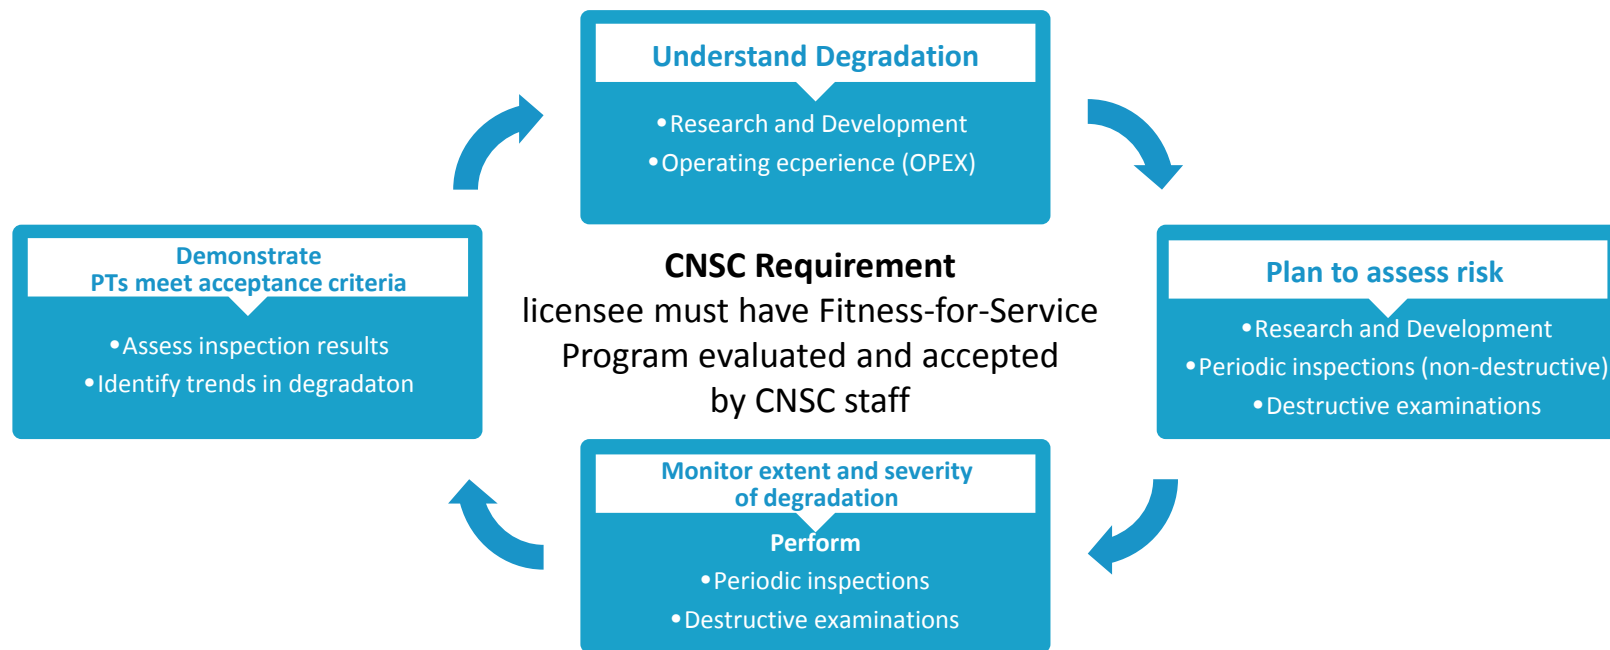 Understand Degradation
•Research and Development
•Operating ecperience (OPEX)
Plan to assess risk
•Research and Development
•Periodic inspections (non-destructive)
•Destructive examinations
Monitor extent and severity
of degradation
Perform
•Periodic inspections
•Destructive examinations
Demonstrate
PTs meet acceptance criteria
•Assess inspection results
•Identify trends in degradaton
CNSC Requirement
licensee must have Fitness-for-Service
Program evaluated and accepted
by CNSC staff